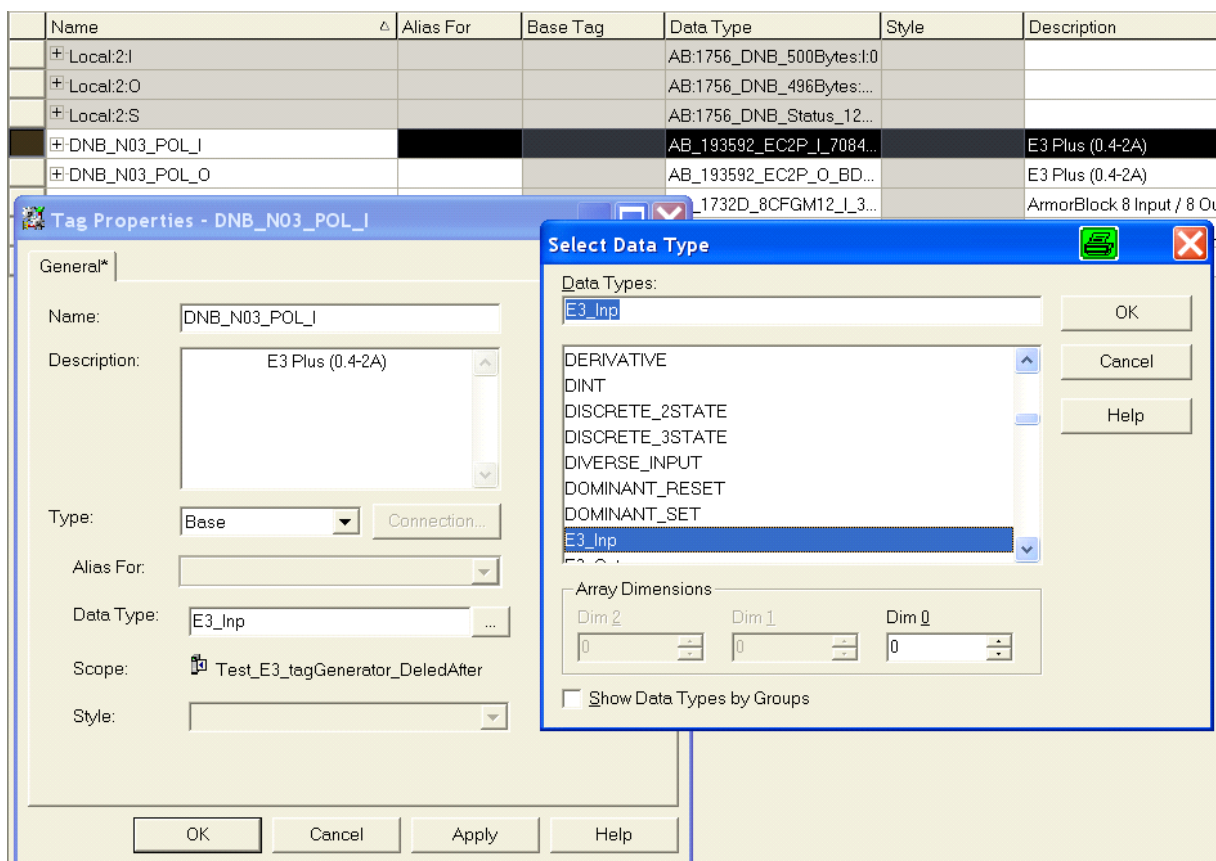 Name Alias For Base Tag Data Type Style Description
Local:2:I AB:1756_DNB_500Bytes:I:0
Local:2:O AB:1756_DNB_496Bytes:...
Local:2:S AB:1756_DNB_Status_12...
DNB_N03_POL_I AB_193592_EC2P_I_7084... E3 Plus (0.4-2A)
DNB_N03_POL_O AB_193592_EC2P_O_BD... E3 Plus (0.4-2A)
_1732D_8CFGM12_I_3... ArmorBlock 8 Input / 8 Ou
Tag Properties - DNB_N03_POL_I
General*
Name: DNB_N03_POL_I
Description: E3 Plus (0.4-2A)
Type: Base Connection...
Alias For:
Data Type: E3_Inp ...
Scope: Test_E3_tagGenerator_DeledAfter
Style:
OK Cancel Apply Help
Select Data Type
Data Types:
E3_Inp OK
DERIVATIVE Cancel
DINT
DISCRETE_2STATE Help
DISCRETE_3STATE
DIVERSE_INPUT
DOMINANT_RESET
DOMINANT_SET
E3_Inp
Array Dimensions
Dim 2 Dim 1 Dim 0
0 0 0
Show Data Types by Groups